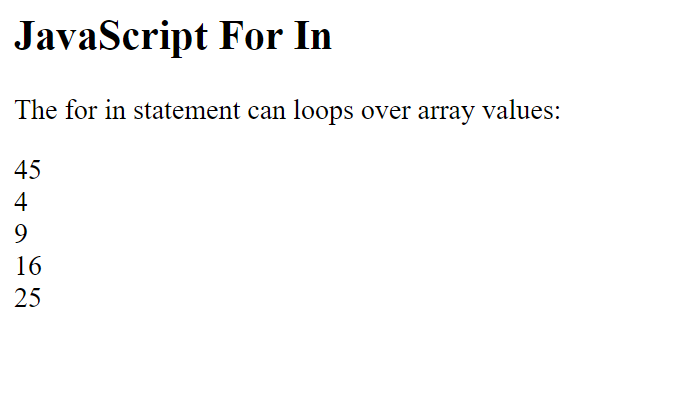 JavaScript For In
The for in statement can loops over array values:
45
4
9
16
25